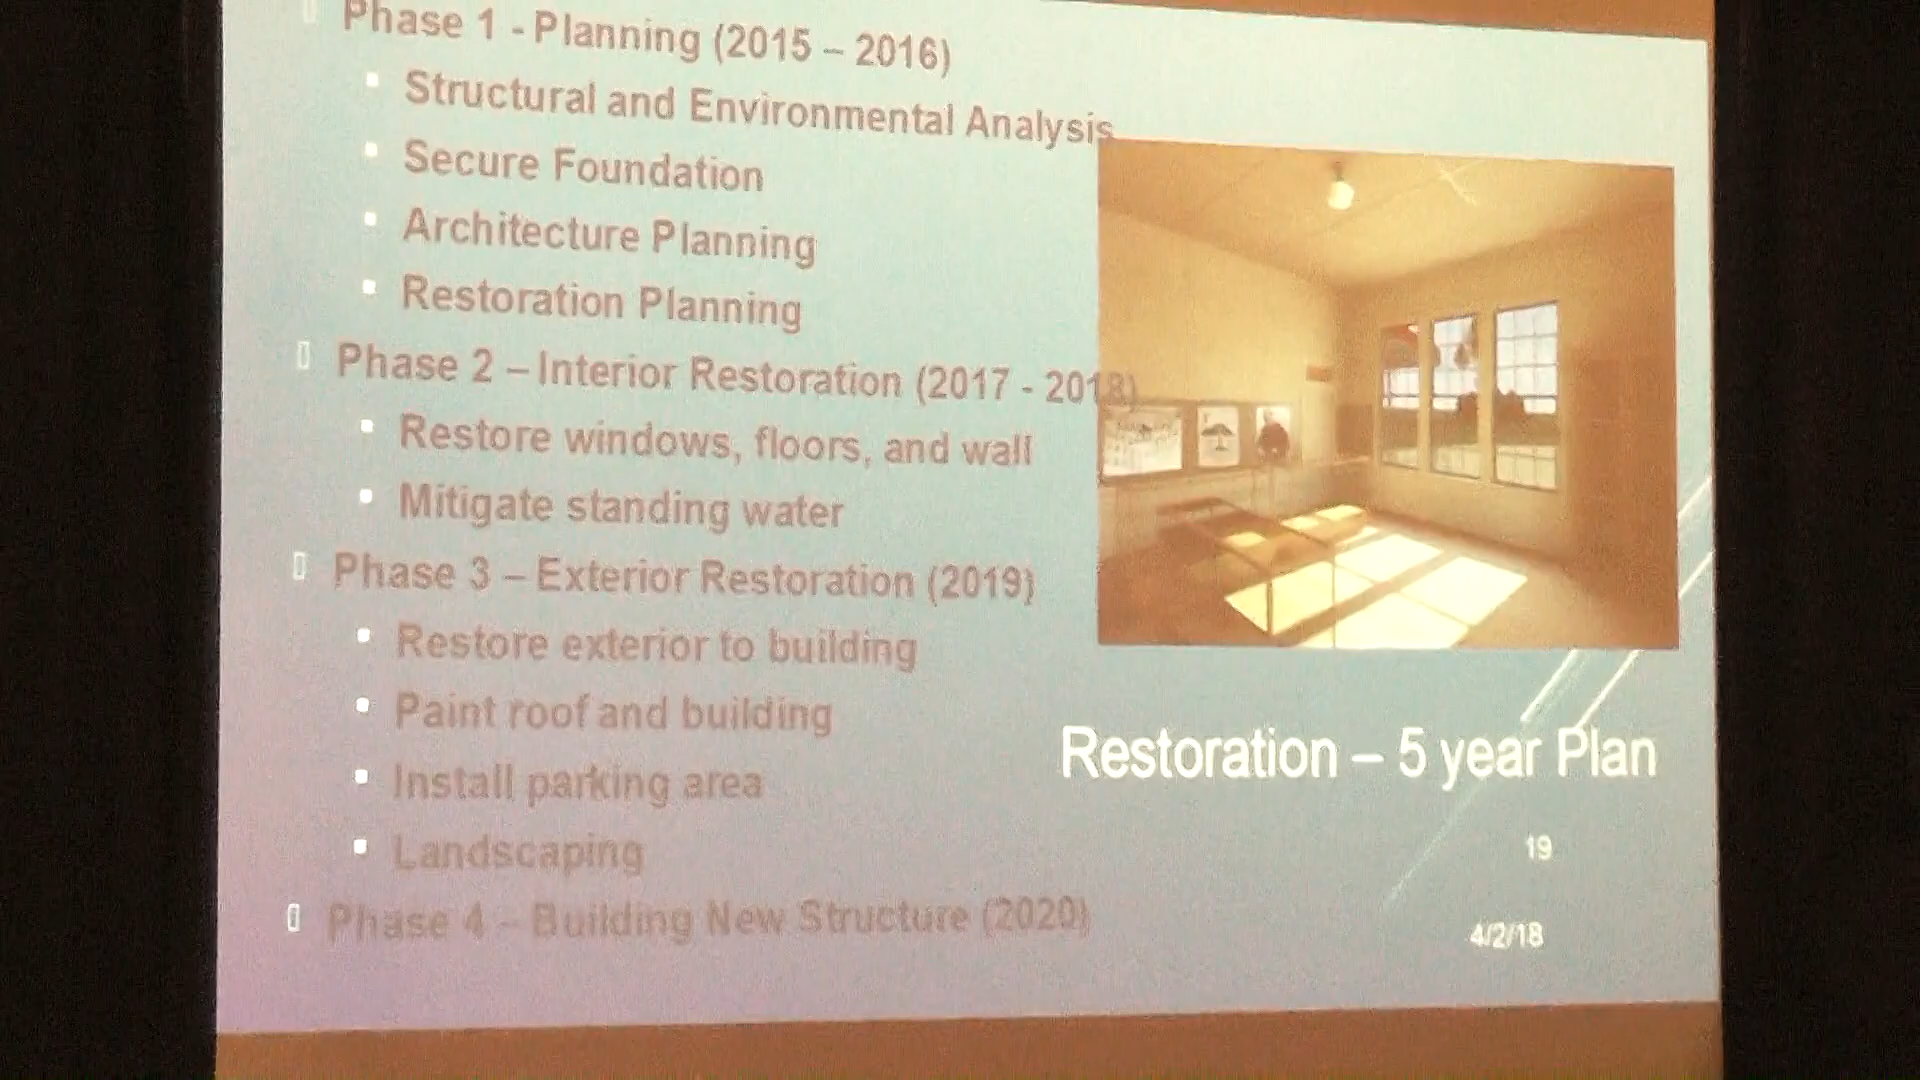 Phase 1 - Planning (2015 – 2016)
Structural and Environmental Analysis
Secure Foundation
Architecture Planning
Restoration Planning
Phase 2 – Interior Restoration (2017 - 2018)
Restore windows, floors, and wall
Mitigate standing water
Phase 3 – Exterior Restoration (2019)
Restore exterior to building
Paint roof and building
Install parking area
Landscaping
Phase 4 – Building New Structure (2020)
Restoration – 5 year Plan
19
4/2/18